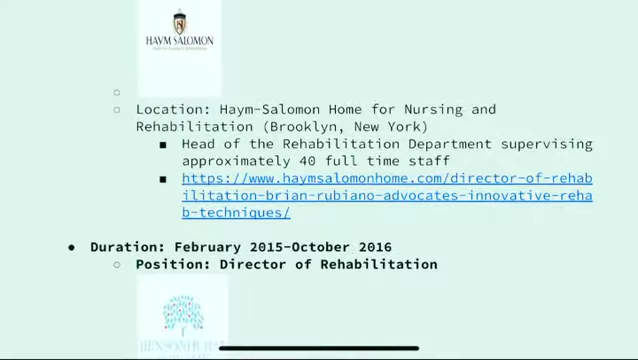 HAYM SALOMON
Location: Haym-Salomon Home for Nursing and
Rehabilitation (Brooklyn, New York)
Head of the Rehabilitation Department supervising
approximately 40 full time staff
https://www.haymsalomonhome.com/director-of-rehab
ilitation-brian-rubiano-advocates-innovative-reha
b-techniques/
Duration: February 2015-October 2016
Position: Director of Rehabilitation